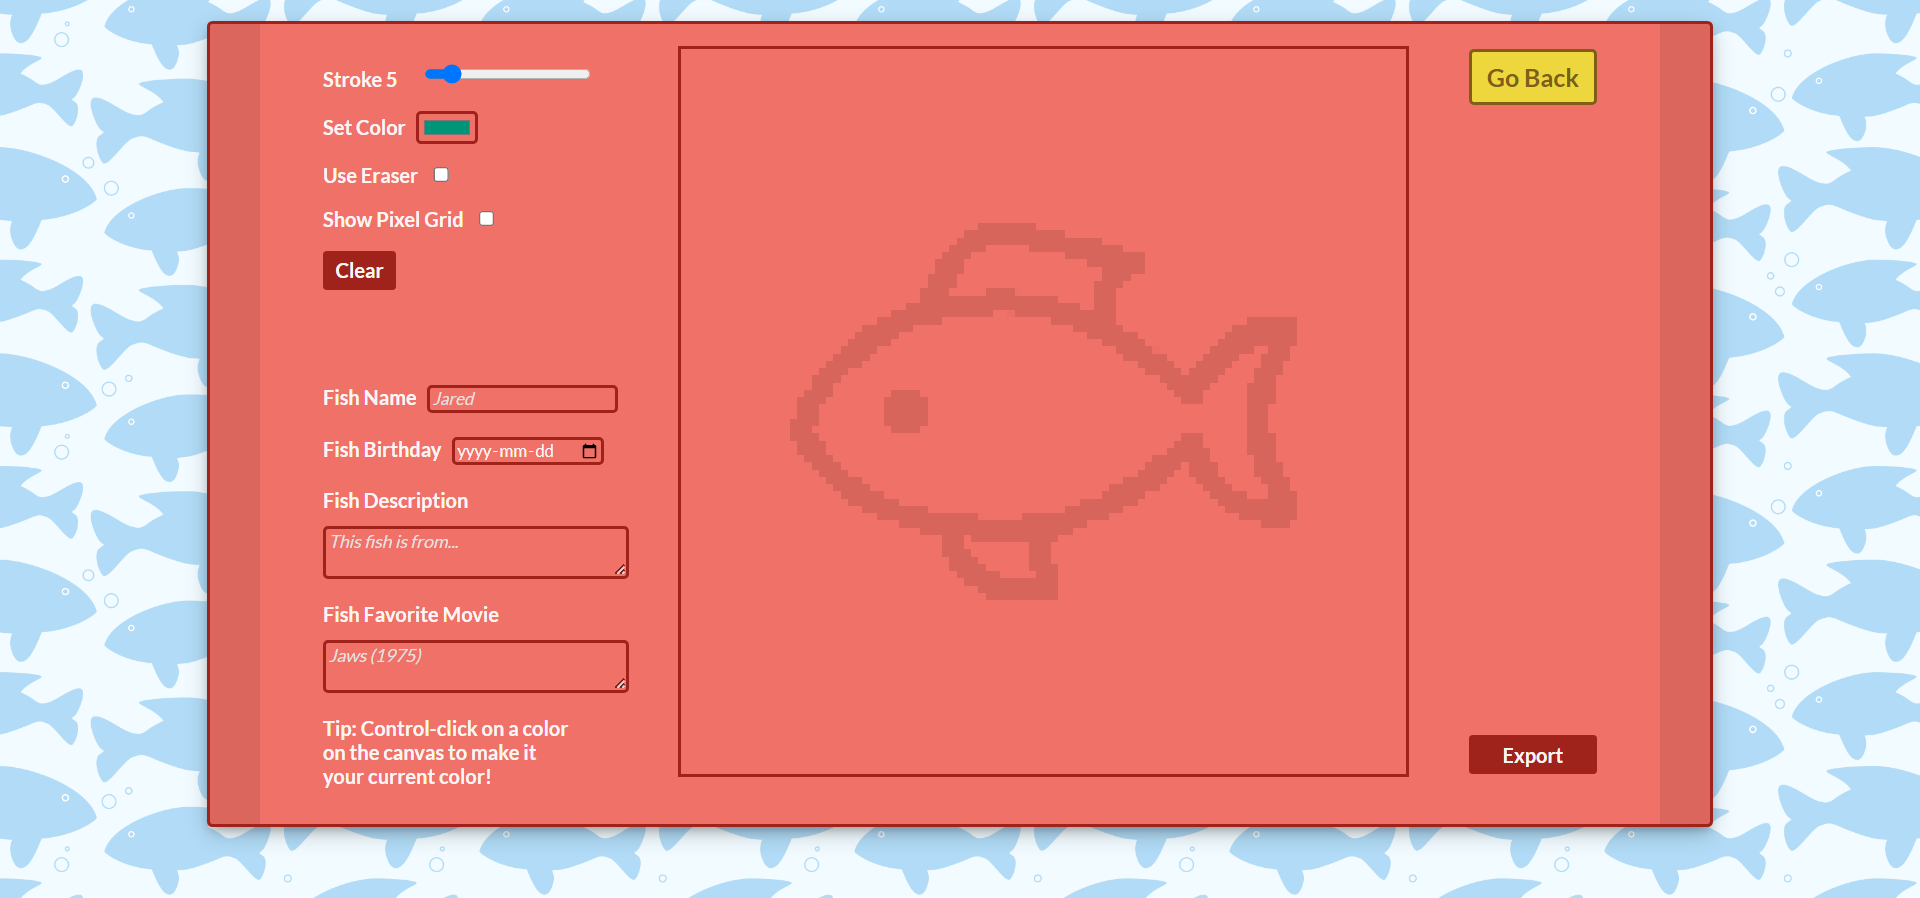 Stroke 5
Set Color
Use Eraser
Show Pixel Grid
Clear
Fish Name
Jared
Fish Birthday
yyyy-mm-dd
Fish Description
This fish is from...
Fish Favorite Movie
Jaws (1975)
Tip: Control-click on a color
on the canvas to make it
your current color!
Go Back
Export